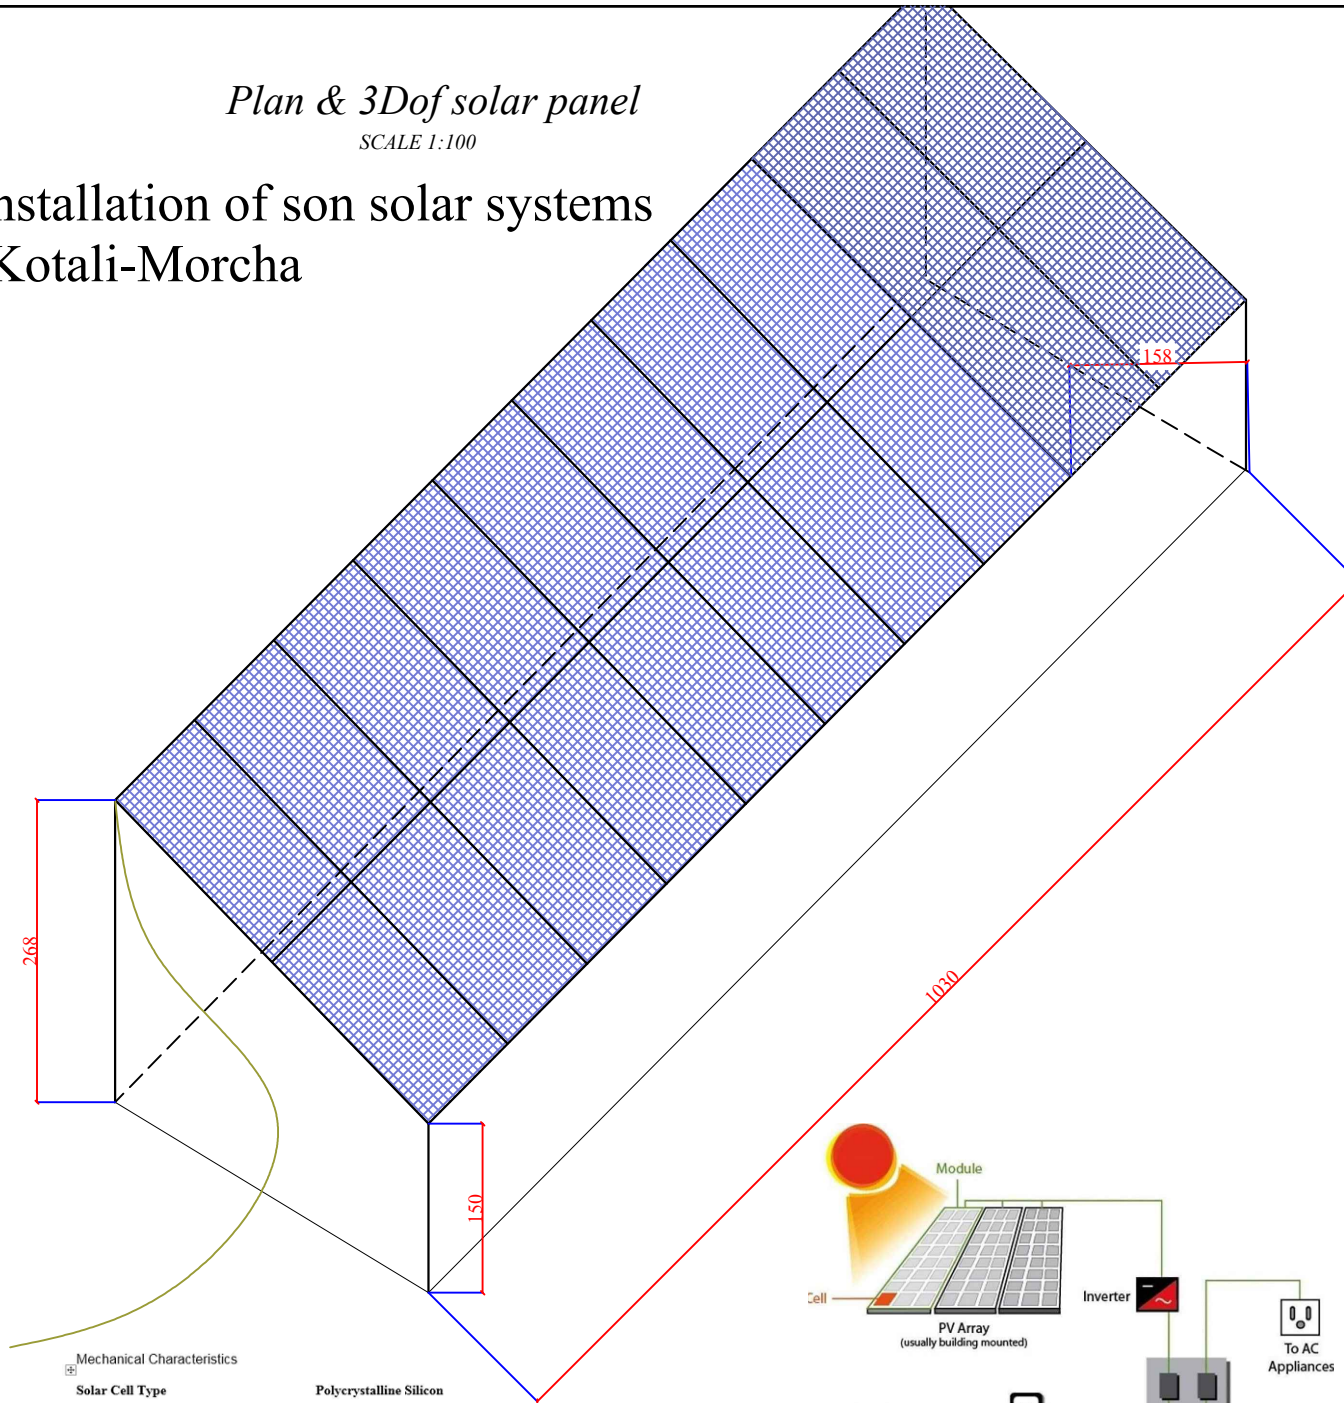 Plan & 3Dof solar panel
SCALE 1:100
nstallation of son solar systems
Kotali-Morcha
158
268
1030
150
Module
Cell
Inverter
PV Array
(usually building mounted)
To AC
Appliances
Mechanical Characteristics
Solar Cell Type Polycrystalline Silicon